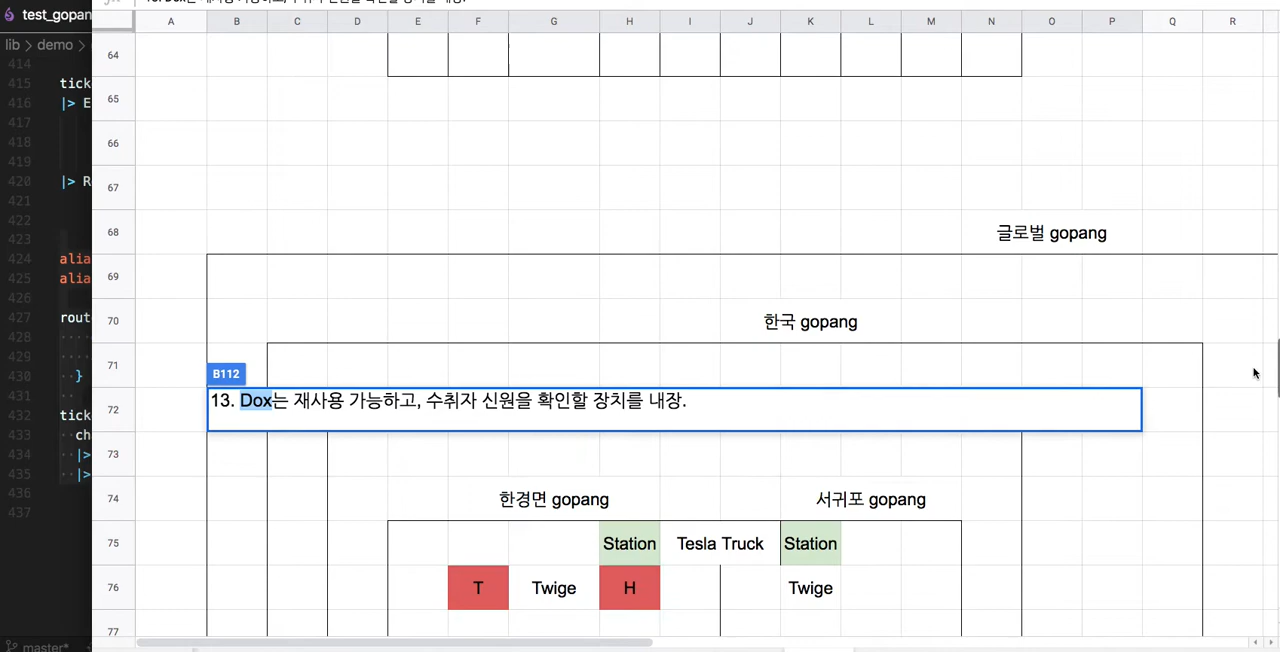 test_gopan
lib > demo >
A B C D E F G H I J K L M N O P Q R
414
415 tick
416 |> E
417
418
419
420 |> R
421
422
423
424 alia
425 alia
426
427 rout
428
429
430 }
431
432 tick
433 ch
434 |>
435 |>
436
437
master*
64
65
66
67
68 글로벌 gopang
69
70 한국 gopang
71
B112
72 13. Dox는 재사용 가능하고, 수취자 신원을 확인할 장치를 내장.
73
74 한경면 gopang 서귀포 gopang
75 Station Tesla Truck Station
76 T Twige H Twige
77